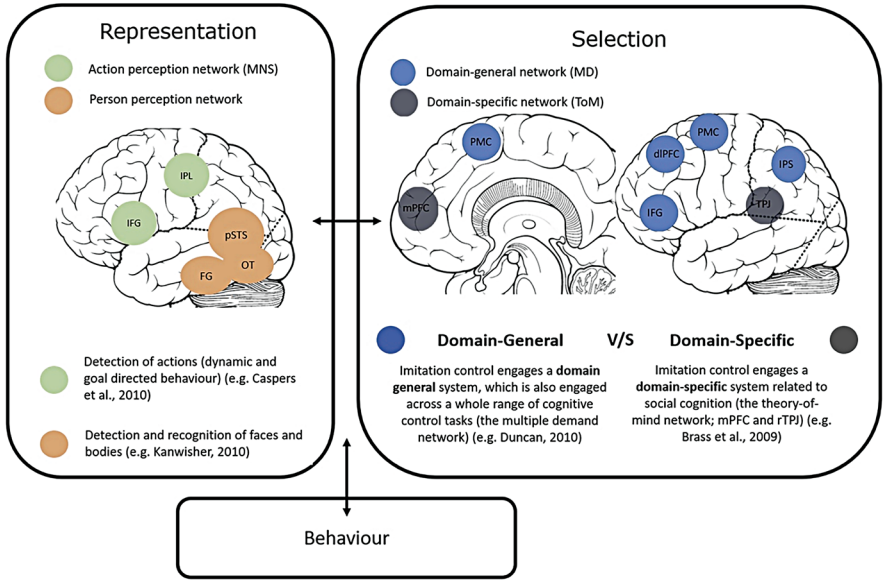 Representation
Action perception network (MNS)
Person perception network
IPL
IFG
pSTS
OT
FG
Detection of actions (dynamic and
goal directed behaviour) (e.g. Caspers
et al., 2010)
Detection and recognition of faces and
bodies (e.g. Kanwisher, 2010)
Selection
Domain-general network (MD)
Domain-specific network (ToM)
PMC
mPFC
PMC
dlPFC
IPS
TPJ
IFG
Domain-General V/S Domain-Specific
Imitation control engages a domain
general system, which is also engaged
across a whole range of cognitive
control tasks (the multiple demand
network) (e.g. Duncan, 2010)
Imitation control engages a
domain-specific system related to
social cognition (the theory-of-
mind network; mPFC and rTPJ) (e.g.
Brass et al., 2009)
Behaviour